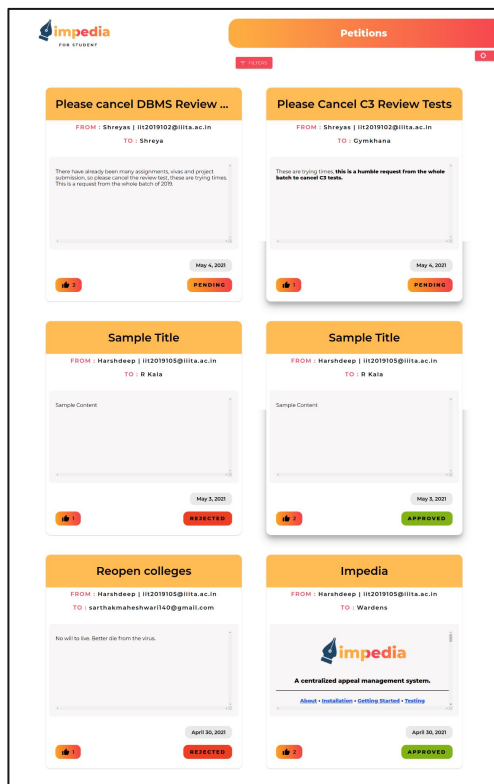 impedia
FOR STUDENT
Petitions
FILTERS
Please cancel DBMS Review ...
FROM : Shreyas | iit2019102@iiita.ac.in
TO : Shreya
There have already been many assignments, vivas and project
submission, so please cancel the review test, these are trying times.
This is a request from the whole batch of 2019.
May 4, 2021
2
PENDING
Please Cancel C3 Review Tests
FROM : Shreyas | iit2019102@iiita.ac.in
TO : Gymkhana
These are trying times, this is a humble request from the whole
batch to cancel C3 tests.
May 4, 2021
1
PENDING
Sample Title
FROM : Harshdeep | iit2019105@iiita.ac.in
TO : R Kala
Sample Content
May 3, 2021
1
REJECTED
Sample Title
FROM : Harshdeep | iit2019105@iiita.ac.in
TO : R Kala
Sample Content
May 3, 2021
2
APPROVED
Reopen colleges
FROM : Harshdeep | iit2019105@iiita.ac.in
TO : sarthakmaheshwari140@gmail.com
No will to live. Better die from the virus.
April 30, 2021
1
REJECTED
Impedia
FROM : Harshdeep | iit2019105@iiita.ac.in
TO : Wardens
impedia
A centralized appeal management system.
About • Installation • Getting Started • Testing
April 30, 2021
2
APPROVED